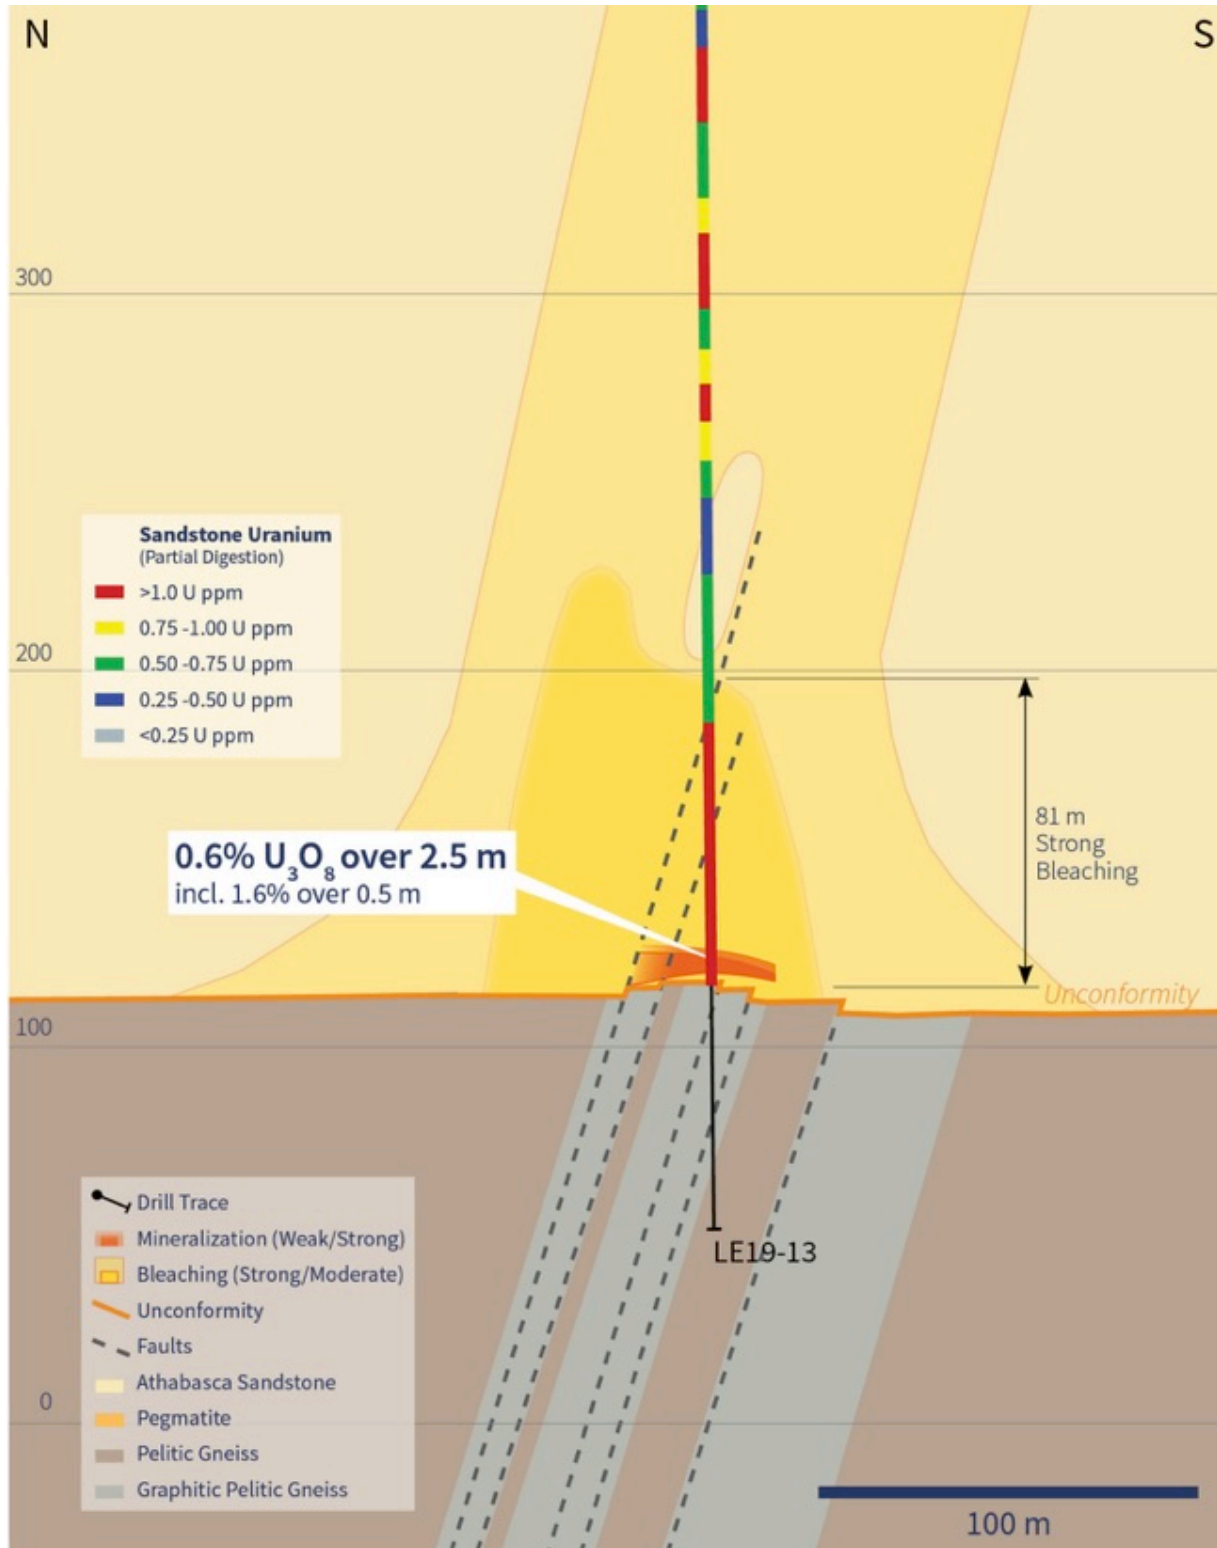 N
S
300
Sandstone Uranium
(Partial Digestion)
>1.0 U ppm
0.75 -1.00 U ppm
0.50 -0.75 U ppm
0.25 -0.50 U ppm
<0.25 U ppm
200
81 m
Strong
Bleaching
0.6% U₃O₈ over 2.5 m
incl. 1.6% over 0.5 m
Unconformity
100
Drill Trace
Mineralization (Weak/Strong)
Bleaching (Strong/Moderate)
Unconformity
Faults
Athabasca Sandstone
Pegmatite
Pelitic Gneiss
Graphitic Pelitic Gneiss
LE19-13
0
100 m